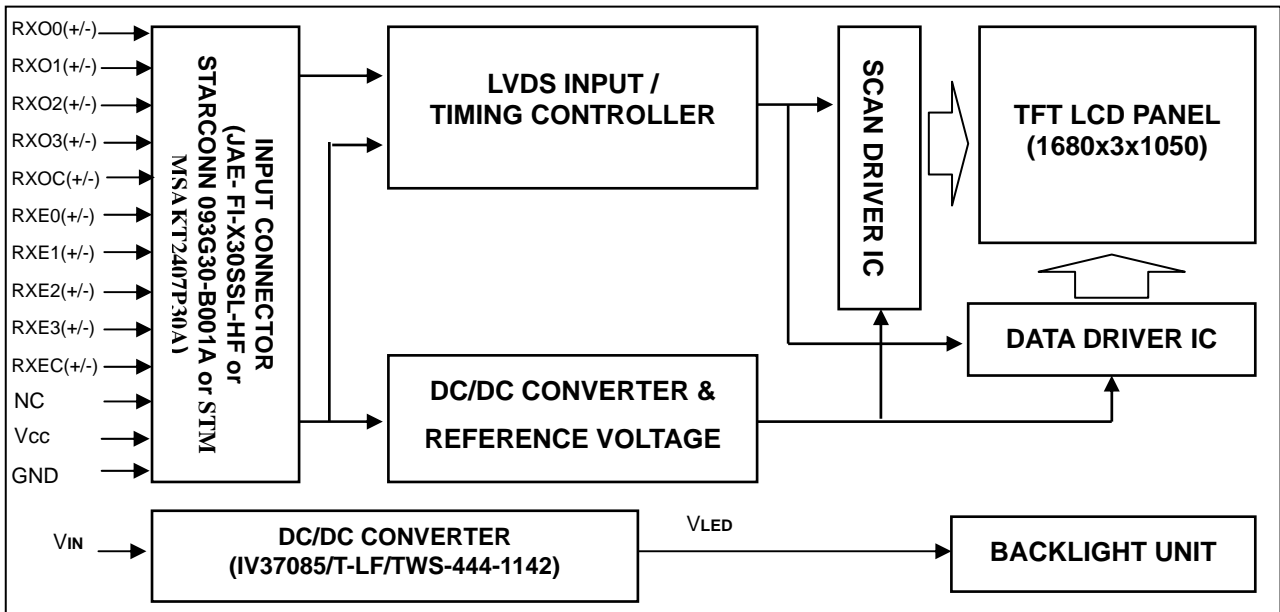 RXO0(+/-)
RXO1(+/-)
RXO2(+/-)
RXO3(+/-)
RXOC(+/-)
RXE0(+/-)
RXE1(+/-)
RXE2(+/-)
RXE3(+/-)
RXEC(+/-)
NC
Vcc
GND
INPUT CONNECTOR
(JAE- FI-X30SSL-HF or
STARCONN 093G30-B001A or STM
MSAKT2407P30A)
LVDS INPUT /
TIMING CONTROLLER
SCAN DRIVER IC
TFT LCD PANEL
(1680x3x1050)
DATA DRIVER IC
DC/DC CONVERTER &
REFERENCE VOLTAGE
VIN
DC/DC CONVERTER
(IV37085/T-LF/TWS-444-1142)
VLED
BACKLIGHT UNIT